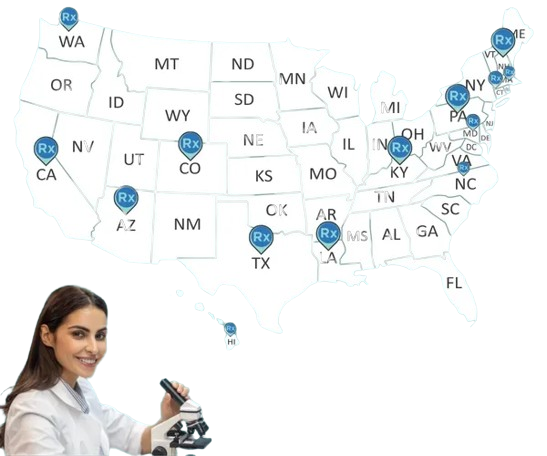 Rx
WA
Rx
ME
MT
ND
VT
OR
MN
Rx
Rx
ID
SD
WI
NY
Rx
WY
MI
PA
Rx
NJ
IA
Rx
NE
OH
MD
DE
NV
IL
IN
WV
DC
Rx
UT
CO
Rx
VA
CA
KS
MO
KY
Rx
NC
Rx
TN
AZ
OK
AR
SC
NM
Rx
Rx
MS
AL
GA
TX
LA
FL
Rx
HI